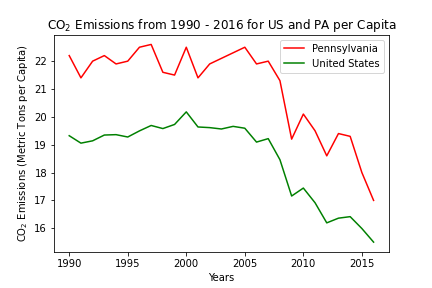 CO₂ Emissions from 1990 - 2016 for US and PA per Capita
Pennsylvania
United States
CO₂ Emissions (Metric Tons per Capita)
22
21
20
19
18
17
16
1990
1995
2000
2005
2010
2015
Years